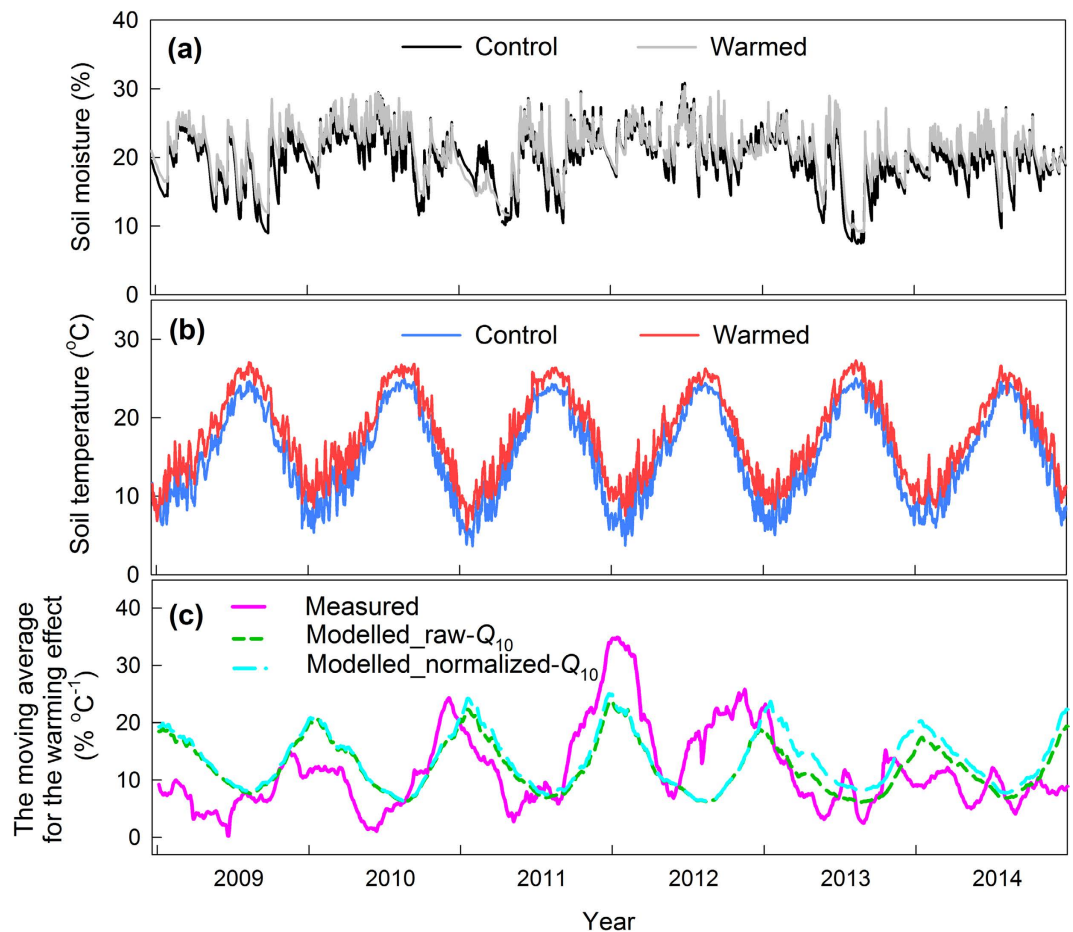 (a)
Control
Warmed
Soil moisture (%)
40
30
20
10
0
(b)
Control
Warmed
Soil temperature (°C)
30
20
10
0
(c)
Measured
Modelled_raw-Q10
Modelled_normalized-Q10
The moving average
for the warming effect
(% °C-1)
40
30
20
10
0
2009 2010 2011 2012 2013 2014
Year